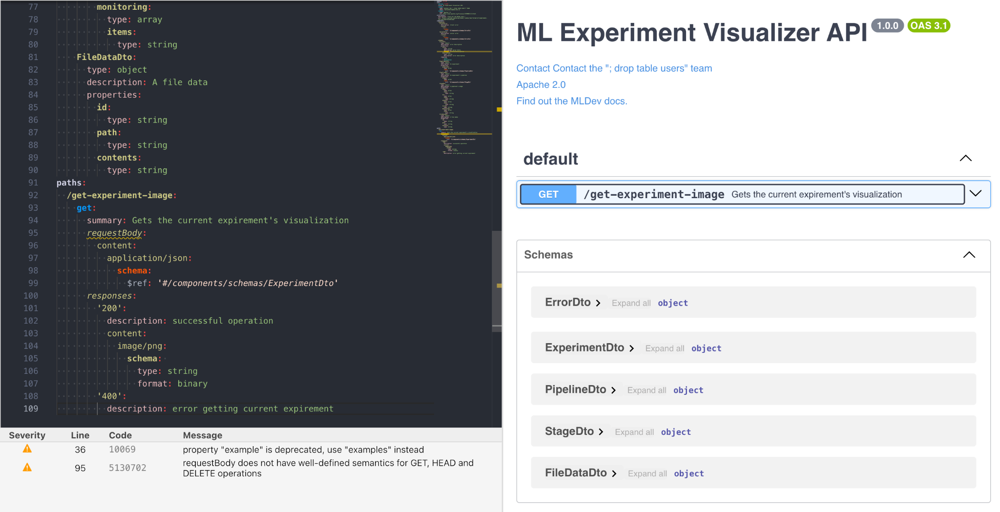 77 monitoring:
78 type: array
79 items:
80 type: string
81 FileDataDto:
82 type: object
83 description: A file data
84 properties:
85 id:
86 type: string
87 path:
88 type: string
89 contents:
90 type: string
91 paths:
92 /get-experiment-image:
93 get:
94 summary: Gets the current expirement's visualization
95 requestBody:
96 content:
97 application/json:
98 schema:
99 $ref: '#/components/schemas/ExperimentDto'
100 responses:
101 '200':
102 description: successful operation
103 content:
104 image/png:
105 schema:
106 type: string
107 format: binary
108 '400':
109 description: error getting current expirement
Severity Line Code Message
36 10069 property "example" is deprecated, use "examples" instead
95 5130702 requestBody does not have well-defined semantics for GET, HEAD and
DELETE operations
ML Experiment Visualizer API 1.0.0 OAS 3.1
Contact Contact the "; drop table users" team
Apache 2.0
Find out the MLDev docs.
default
GET /get-experiment-image Gets the current expirement's visualization
Schemas
ErrorDto Expand all object
ExperimentDto Expand all object
PipelineDto Expand all object
StageDto Expand all object
FileDataDto Expand all object